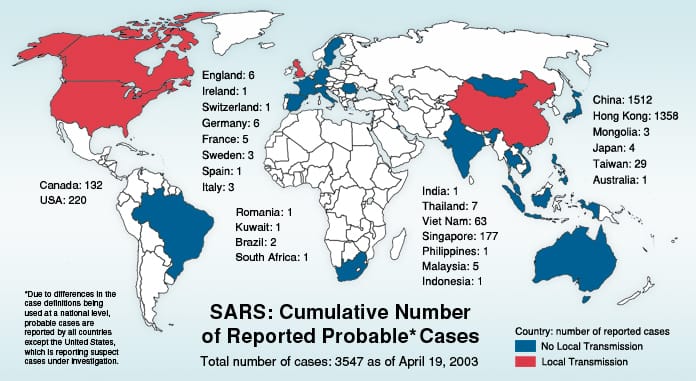 England: 6
Ireland: 1
Switzerland: 1
Germany: 6
France: 5
Sweden: 3
Spain: 1
Italy: 3
China: 1512
Hong Kong: 1358
Mongolia: 3
Japan: 4
Taiwan: 29
Australia: 1
Canada: 132
USA: 220
Romania: 1
Kuwait: 1
Brazil: 2
South Africa: 1
India: 1
Thailand: 7
Viet Nam: 63
Singapore: 177
Philippines: 1
Malaysia: 5
Indonesia: 1
*Due to differences in the
case definitions being
used at a national level,
probable cases are
reported by all countries
except the United States,
which is reporting suspect
cases under investigation.
SARS: Cumulative Number
of Reported Probable* Cases
Total number of cases: 3547 as of April 19, 2003
Country: number of reported cases
No Local Transmission
Local Transmission